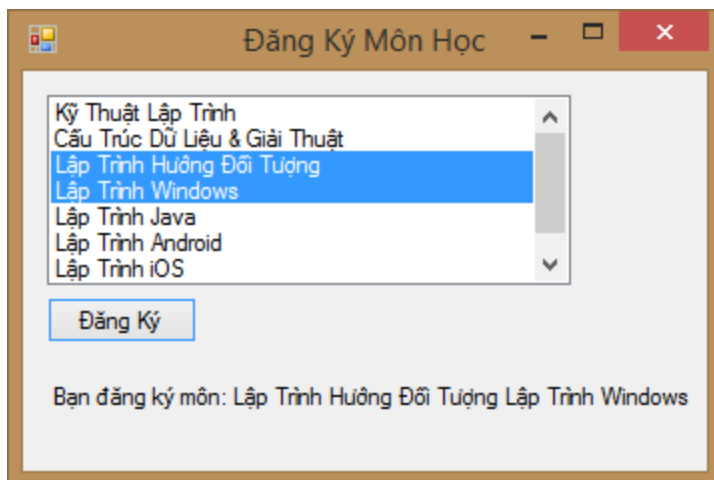 Đăng Ký Môn Học
Kỹ Thuật Lập Trình
Cấu Trúc Dữ Liệu & Giải Thuật
Lập Trình Hướng Đối Tượng
Lập Trình Windows
Lập Trình Java
Lập Trình Android
Lập Trình iOS
Đăng Ký
Bạn đăng ký môn: Lập Trình Hướng Đối Tượng Lập Trình Windows